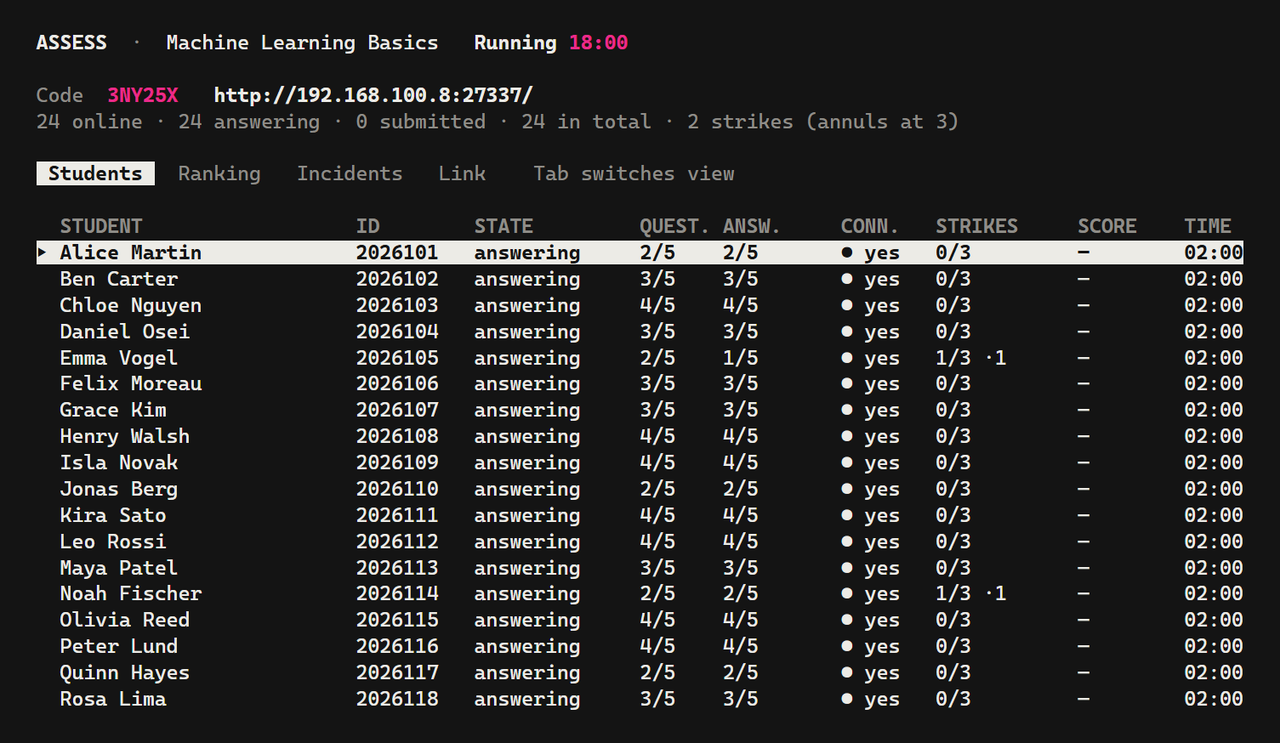 ASSESS · Machine Learning Basics Running 18:00
Code 3NY25X http://192.168.100.8:27337/
24 online · 24 answering · 0 submitted · 24 in total · 2 strikes (annuls at 3)
Students Ranking Incidents Link Tab switches view
STUDENT ID STATE QUEST. ANSW. CONN. STRIKES SCORE TIME
▸ Alice Martin 2026101 answering 2/5 2/5 ● yes 0/3 — 02:00
Ben Carter 2026102 answering 3/5 3/5 ● yes 0/3 — 02:00
Chloe Nguyen 2026103 answering 4/5 4/5 ● yes 0/3 — 02:00
Daniel Osei 2026104 answering 3/5 3/5 ● yes 0/3 — 02:00
Emma Vogel 2026105 answering 2/5 1/5 ● yes 1/3 ·1 — 02:00
Felix Moreau 2026106 answering 3/5 3/5 ● yes 0/3 — 02:00
Grace Kim 2026107 answering 3/5 3/5 ● yes 0/3 — 02:00
Henry Walsh 2026108 answering 4/5 4/5 ● yes 0/3 — 02:00
Isla Novak 2026109 answering 4/5 4/5 ● yes 0/3 — 02:00
Jonas Berg 2026110 answering 2/5 2/5 ● yes 0/3 — 02:00
Kira Sato 2026111 answering 4/5 4/5 ● yes 0/3 — 02:00
Leo Rossi 2026112 answering 4/5 4/5 ● yes 0/3 — 02:00
Maya Patel 2026113 answering 3/5 3/5 ● yes 0/3 — 02:00
Noah Fischer 2026114 answering 2/5 2/5 ● yes 1/3 ·1 — 02:00
Olivia Reed 2026115 answering 4/5 4/5 ● yes 0/3 — 02:00
Peter Lund 2026116 answering 4/5 4/5 ● yes 0/3 — 02:00
Quinn Hayes 2026117 answering 2/5 2/5 ● yes 0/3 — 02:00
Rosa Lima 2026118 answering 3/5 3/5 ● yes 0/3 — 02:00